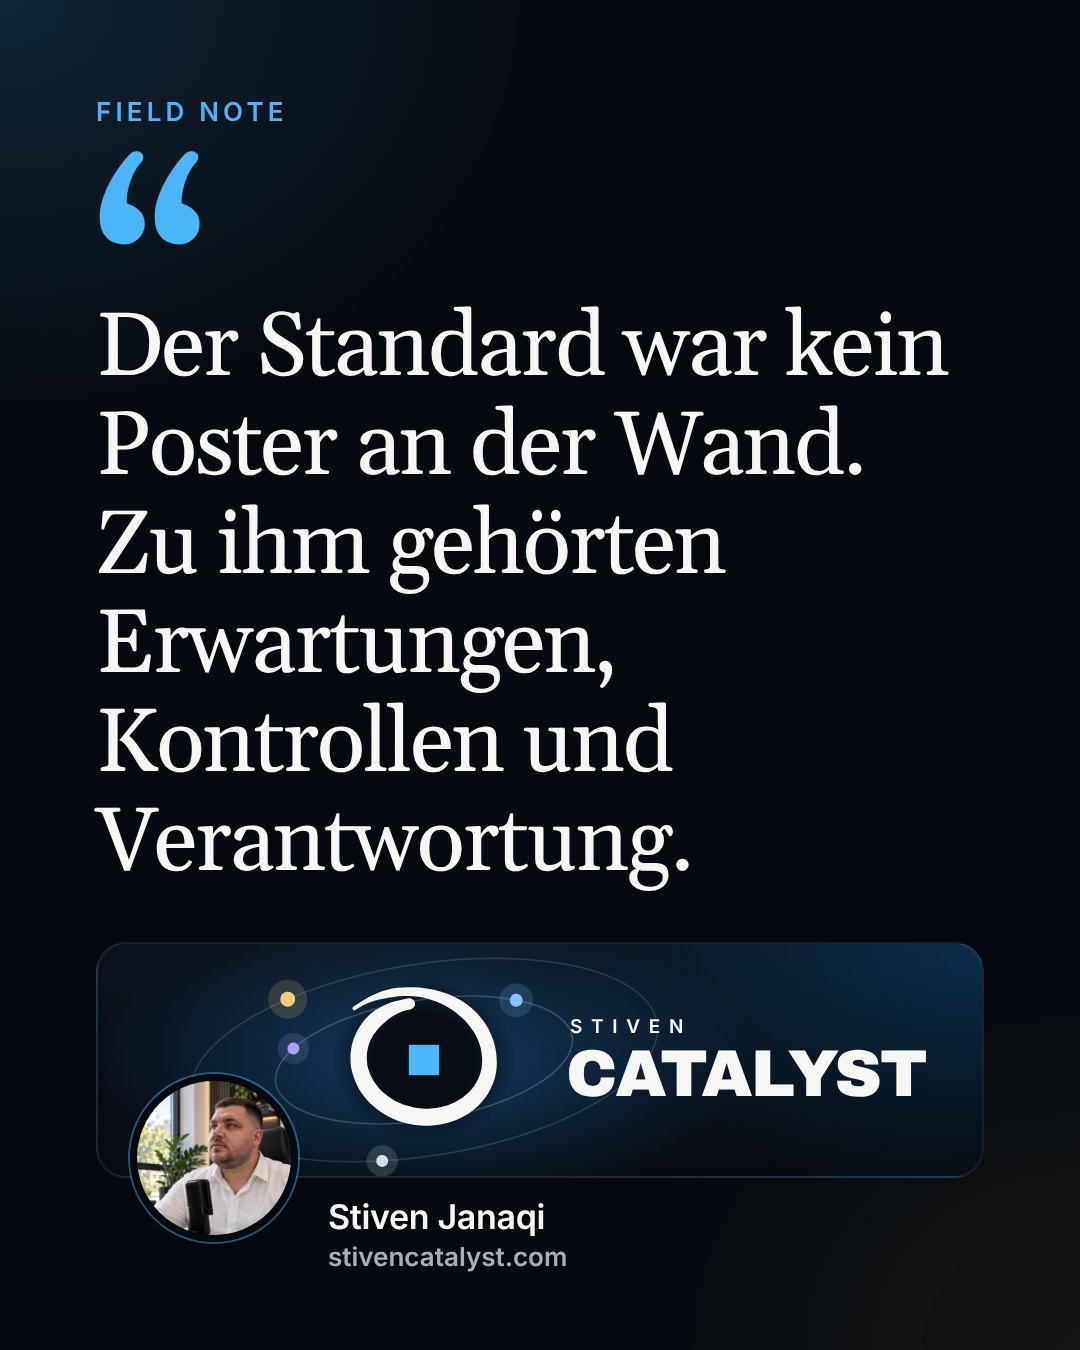 FIELD NOTE
“
Der Standard war kein
Poster an der Wand.
Zu ihm gehörten
Erwartungen,
Kontrollen und
Verantwortung.
STIVEN
CATALYST
Stiven Janaqi
stivencatalyst.com